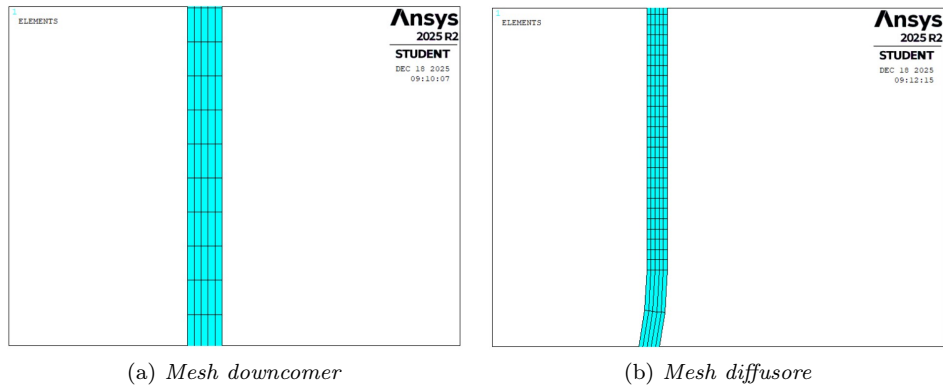 1
ELEMENTS
Ansys
2025 R2
STUDENT
DEC 18 2025
09:10:07
(a) Mesh downcomer
1
ELEMENTS
Ansys
2025 R2
STUDENT
DEC 18 2025
09:12:15
(b) Mesh diffusore